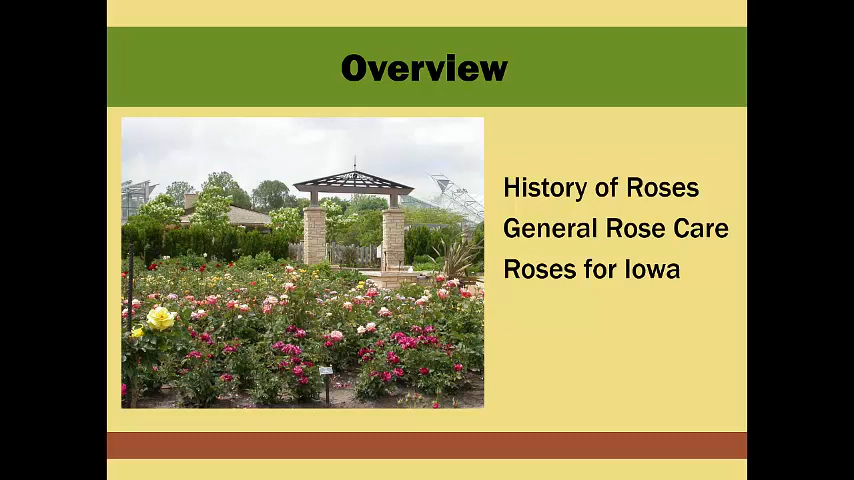 Overview
History of Roses
General Rose Care
Roses for Iowa